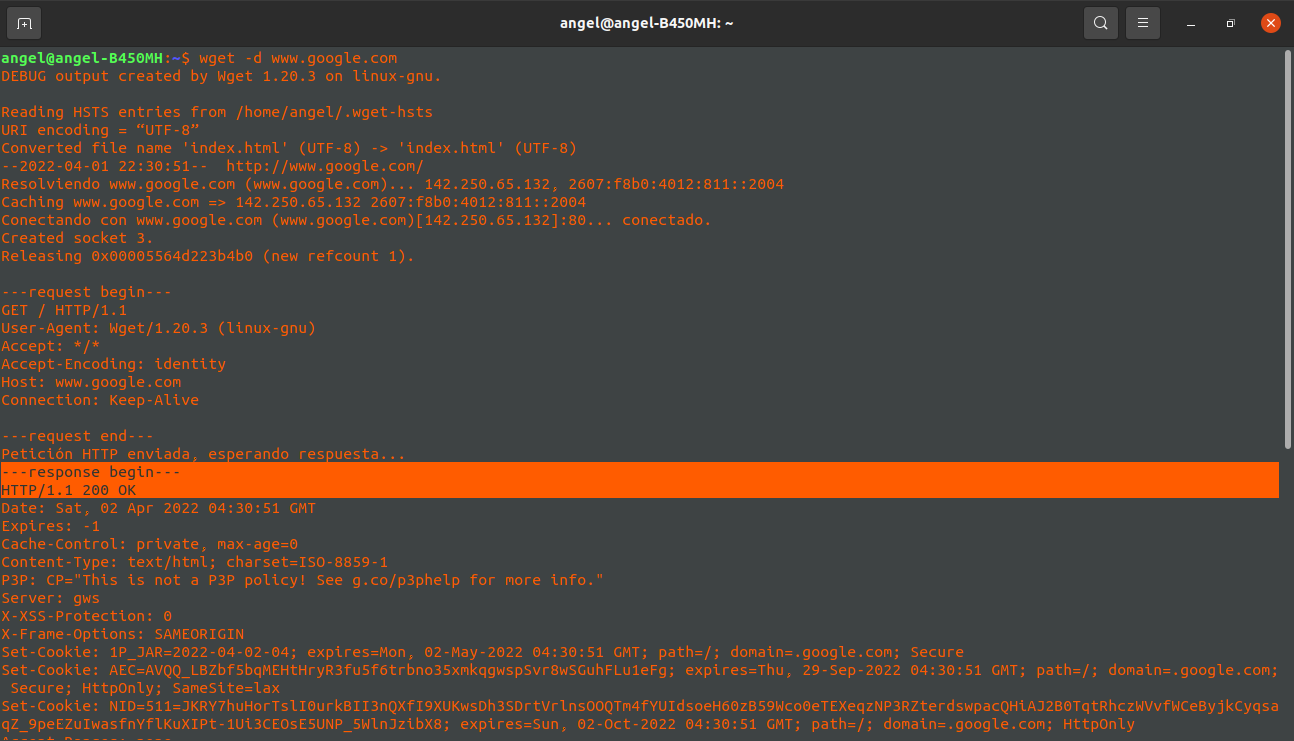 angel@angel-B450MH: ~
angel@angel-B450MH:~$ wget -d www.google.com
DEBUG output created by Wget 1.20.3 on linux-gnu.
Reading HSTS entries from /home/angel/.wget-hsts
URI encoding = “UTF-8”
Converted file name 'index.html' (UTF-8) -> 'index.html' (UTF-8)
--2022-04-01 22:30:51--  http://www.google.com/
Resolviendo www.google.com (www.google.com)... 142.250.65.132, 2607:f8b0:4012:811::2004
Caching www.google.com => 142.250.65.132 2607:f8b0:4012:811::2004
Conectando con www.google.com (www.google.com)[142.250.65.132]:80... conectado.
Created socket 3.
Releasing 0x00005564d223b4b0 (new refcount 1).
---request begin---
GET / HTTP/1.1
User-Agent: Wget/1.20.3 (linux-gnu)
Accept: */*
Accept-Encoding: identity
Host: www.google.com
Connection: Keep-Alive
---request end---
Petición HTTP enviada, esperando respuesta...
---response begin---
HTTP/1.1 200 OK
Date: Sat, 02 Apr 2022 04:30:51 GMT
Expires: -1
Cache-Control: private, max-age=0
Content-Type: text/html; charset=ISO-8859-1
P3P: CP="This is not a P3P policy! See g.co/p3phelp for more info."
Server: gws
X-XSS-Protection: 0
X-Frame-Options: SAMEORIGIN
Set-Cookie: 1P_JAR=2022-04-02-04; expires=Mon, 02-May-2022 04:30:51 GMT; path=/; domain=.google.com; Secure
Set-Cookie: AEC=AVQQ_LBZbf5bqMEHtHryR3fu5f6trbno35xmkqgwspSvr8wSGuhFLu1eFg; expires=Thu, 29-Sep-2022 04:30:51 GMT; path=/; domain=.google.com;
Secure; HttpOnly; SameSite=lax
Set-Cookie: NID=511=JKRY7huHorTslI0urkBII3nQXfI9XUKwsDh3SDrtVrlnsOOQTm4fYUIdsoeH60zB59Wco0eTEXeqzNP3RZterdswpacQHiAJ2B0TqtRhczWVvfWCeByjkCyqsa
qZ_9peEZuIwasfnYflKuXIPt-1Ui3CEOsE5UNP_5WlnJzibX8; expires=Sun, 02-Oct-2022 04:30:51 GMT; path=/; domain=.google.com; HttpOnly